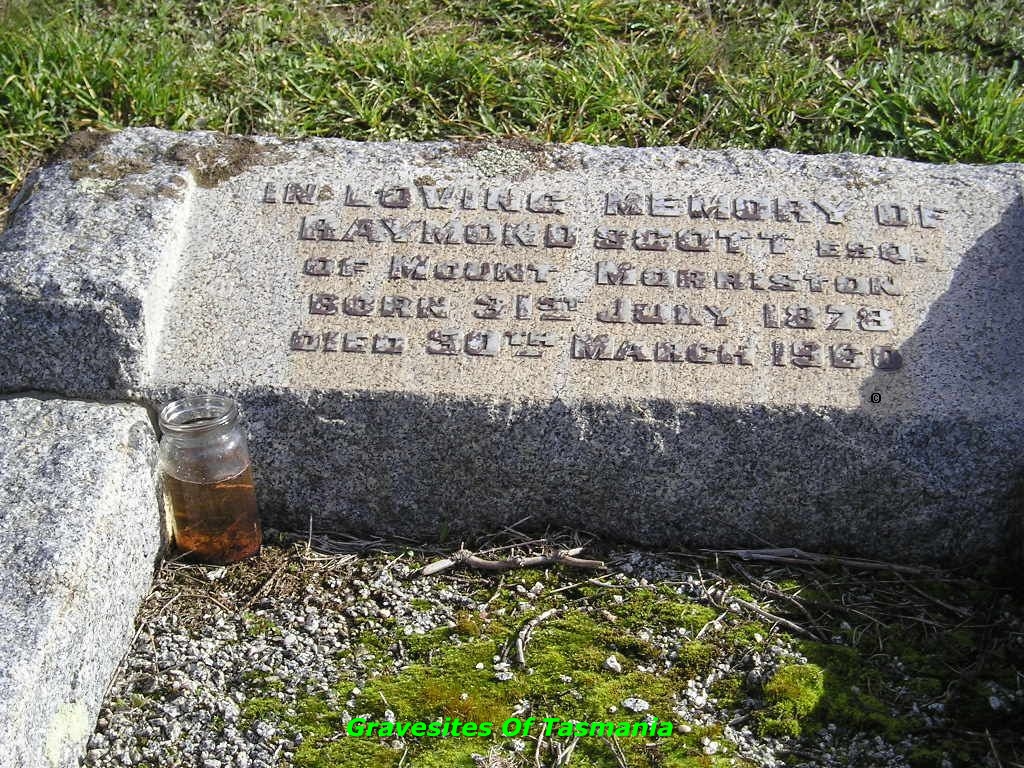 IN LOVING MEMORY OF
RAYMOND SCOTT ESQ.
OF MOUNT MORRISTON
BORN 31ST JULY 1878
DIED 30TH MARCH 1960
©
Gravesites Of Tasmania